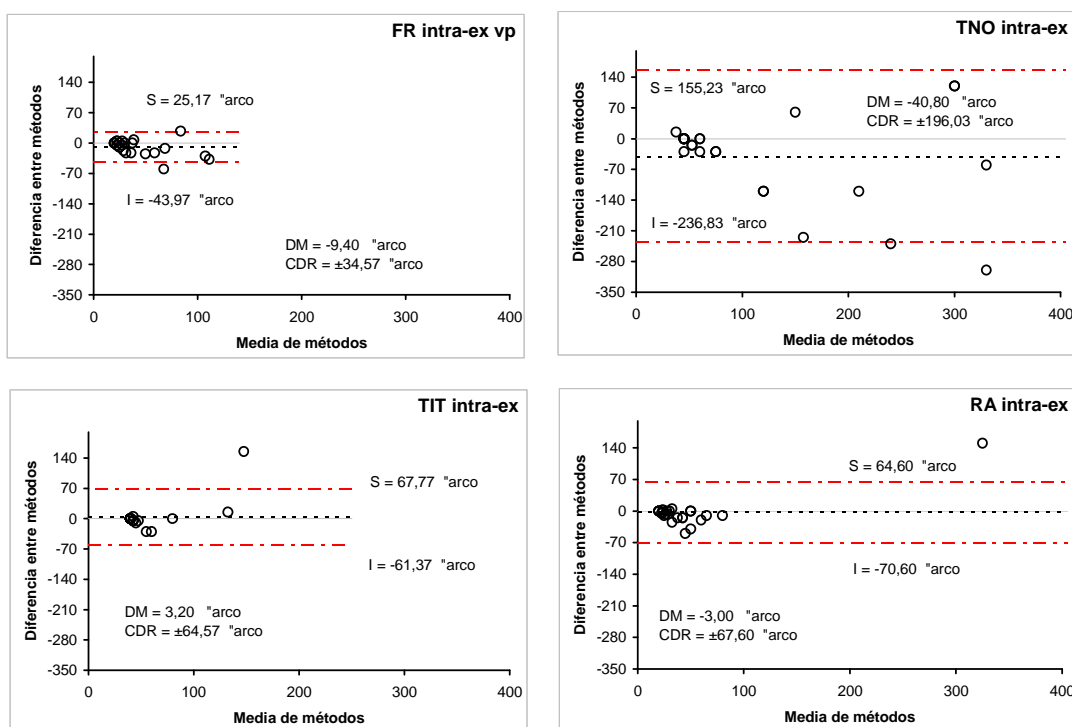 FR intra-ex vp
Diferencia entre métodos
140
70
0
-70
-140
-210
-280
-350
S = 25,17 "arco
I = -43,97 "arco
DM = -9,40 "arco
CDR = ±34,57 "arco
0 100 200 300 400
Media de métodos
TNO intra-ex
Diferencia entre métodos
140
70
0
-70
-140
-210
-280
-350
S = 155,23 "arco
DM = -40,80 "arco
CDR = ±196,03 "arco
I = -236,83 "arco
0 100 200 300 400
Media de métodos
TIT intra-ex
Diferencia entre métodos
140
70
0
-70
-140
-210
-280
-350
S = 67,77 "arco
I = -61,37 "arco
DM = 3,20 "arco
CDR = ±64,57 "arco
0 100 200 300 400
Media de métodos
RA intra-ex
Diferencia entre métodos
140
70
0
-70
-140
-210
-280
-350
S = 64,60 "arco
I = -70,60 "arco
DM = -3,00 "arco
CDR = ±67,60 "arco
0 100 200 300 400
Media de métodos